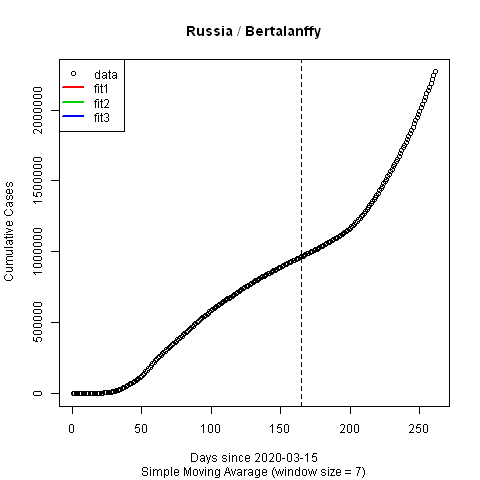 Russia / Bertalanffy
data
fit1
fit2
fit3
Cumulative Cases
0
500000
1000000
1500000
2000000
0
50
100
150
200
250
Days since 2020-03-15
Simple Moving Avarage (window size = 7)